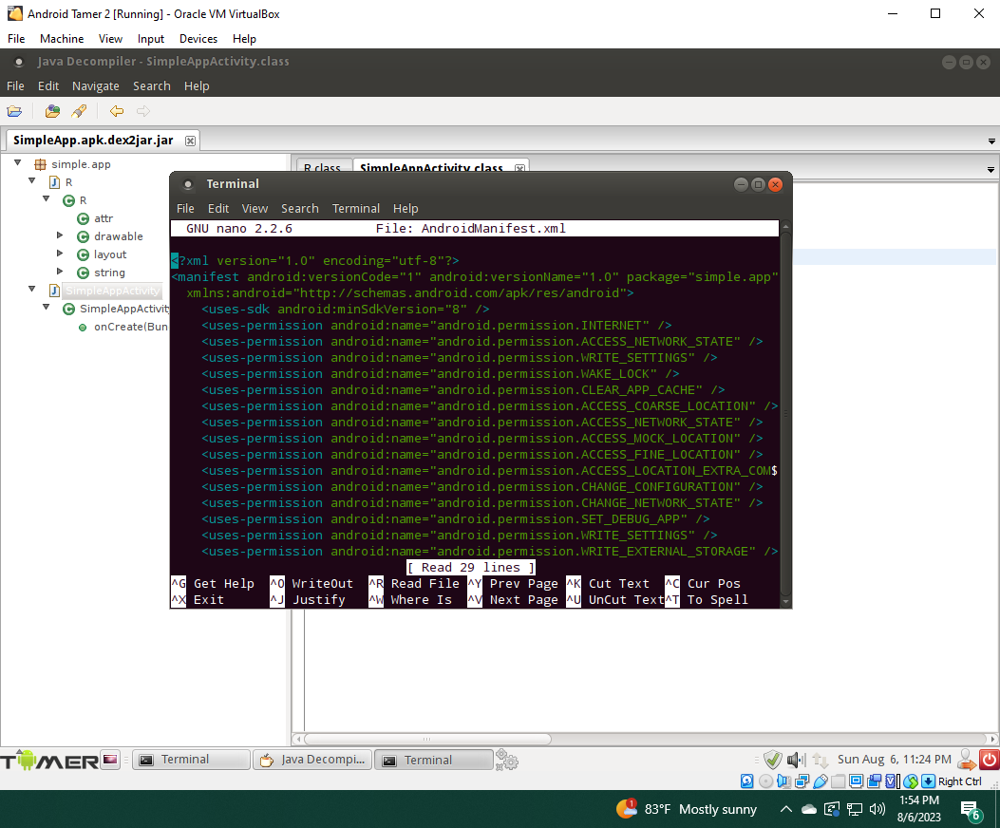 Android Tamer 2 [Running] - Oracle VM VirtualBox
File Machine View Input Devices Help
Java Decompiler - SimpleAppActivity.class
File Edit Navigate Search Help
SimpleApp.apk.dex2jar.jar
simple.app
R
R
attr
drawable
layout
string
SimpleAppActivity
SimpleAppActivity
onCreate(Bun
R.class SimpleAppActivity.class
Terminal
File Edit View Search Terminal Help
GNU nano 2.2.6 File: AndroidManifest.xml
<?xml version="1.0" encoding="utf-8"?>
<manifest android:versionCode="1" android:versionName="1.0" package="simple.app"
xmlns:android="http://schemas.android.com/apk/res/android">
<uses-sdk android:minSdkVersion="8" />
<uses-permission android:name="android.permission.INTERNET" />
<uses-permission android:name="android.permission.ACCESS_NETWORK_STATE" />
<uses-permission android:name="android.permission.WRITE_SETTINGS" />
<uses-permission android:name="android.permission.WAKE_LOCK" />
<uses-permission android:name="android.permission.CLEAR_APP_CACHE" />
<uses-permission android:name="android.permission.ACCESS_COARSE_LOCATION" />
<uses-permission android:name="android.permission.ACCESS_NETWORK_STATE" />
<uses-permission android:name="android.permission.ACCESS_MOCK_LOCATION" />
<uses-permission android:name="android.permission.ACCESS_FINE_LOCATION" />
<uses-permission android:name="android.permission.ACCESS_LOCATION_EXTRA_COM$
<uses-permission android:name="android.permission.CHANGE_CONFIGURATION" />
<uses-permission android:name="android.permission.CHANGE_NETWORK_STATE" />
<uses-permission android:name="android.permission.SET_DEBUG_APP" />
<uses-permission android:name="android.permission.WRITE_SETTINGS" />
<uses-permission android:name="android.permission.WRITE_EXTERNAL_STORAGE" />
[ Read 29 lines ]
^G Get Help ^O WriteOut ^R Read File ^Y Prev Page ^K Cut Text ^C Cur Pos
^X Exit ^J Justify ^W Where Is ^V Next Page ^U UnCut Text ^T To Spell
TAMER Terminal Java Decompi... Terminal Sun Aug 6, 11:24 PM
Right Ctrl
1 83°F Mostly sunny 1:54 PM
8/6/2023 6